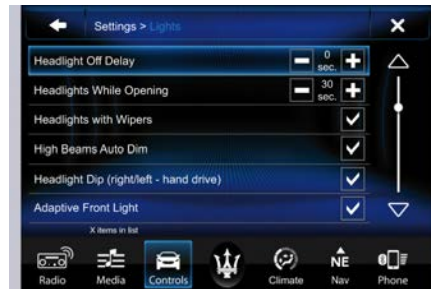 Settings > Lights
Headlight Off Delay
0
sec.
Headlights While Opening
30
sec.
Headlights with Wipers
High Beams Auto Dim
Headlight Dip (right/left - hand drive)
Adaptive Front Light
X items in list
Radio Media Controls Climate NE Nav Phone